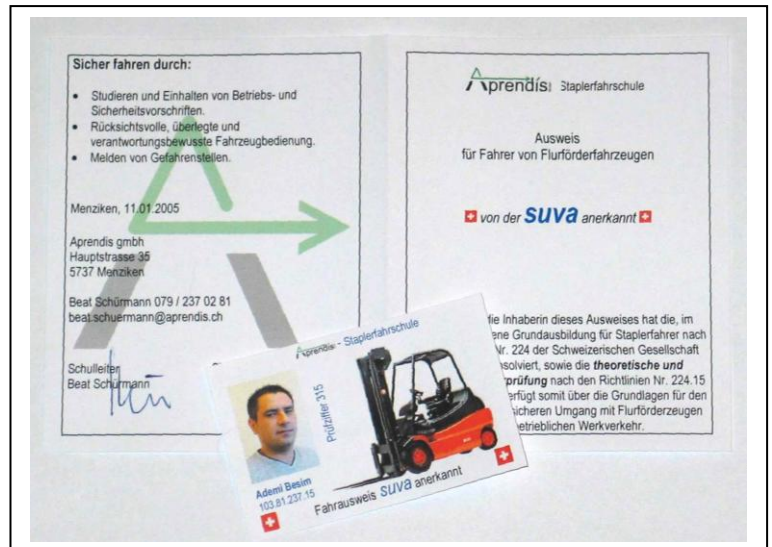 Sicher fahren durch:
• Studieren und Einhalten von Betriebs- und
Sicherheitsvorschriften.
• Rücksichtsvolle, überlegte und
verantwortungsbewusste Fahrzeugbedienung.
• Melden von Gefahrenstellen.
Menziken, 11.01.2005
Aprendis gmbh
Hauptstrasse 35
5737 Menziken
Beat Schürmann 079 / 237 02 81
beat.schuermann@aprendis.ch
Schulleiter
Beat Schürmann
Aprendis Staplerfahrschule
Ausweis
für Fahrer von Flurförderfahrzeugen
von der suva anerkannt
die Inhaberin dieses Ausweises hat die, im
ene Grundausbildung für Staplerfahrer nach
Nr. 224 der Schweizerischen Gesellschaft
solviert, sowie die theoretische und
prüfung nach den Richtlinien Nr. 224.15
erfügt somit über die Grundlagen für den
sicheren Umgang mit Flurförderzeugen
etrieblichen Werkverkehr.
Aprendis - Staplerfahrschule
Prüfziffer 315
Ademi Besim
103.81.237.15
Fahrausweis suva anerkannt